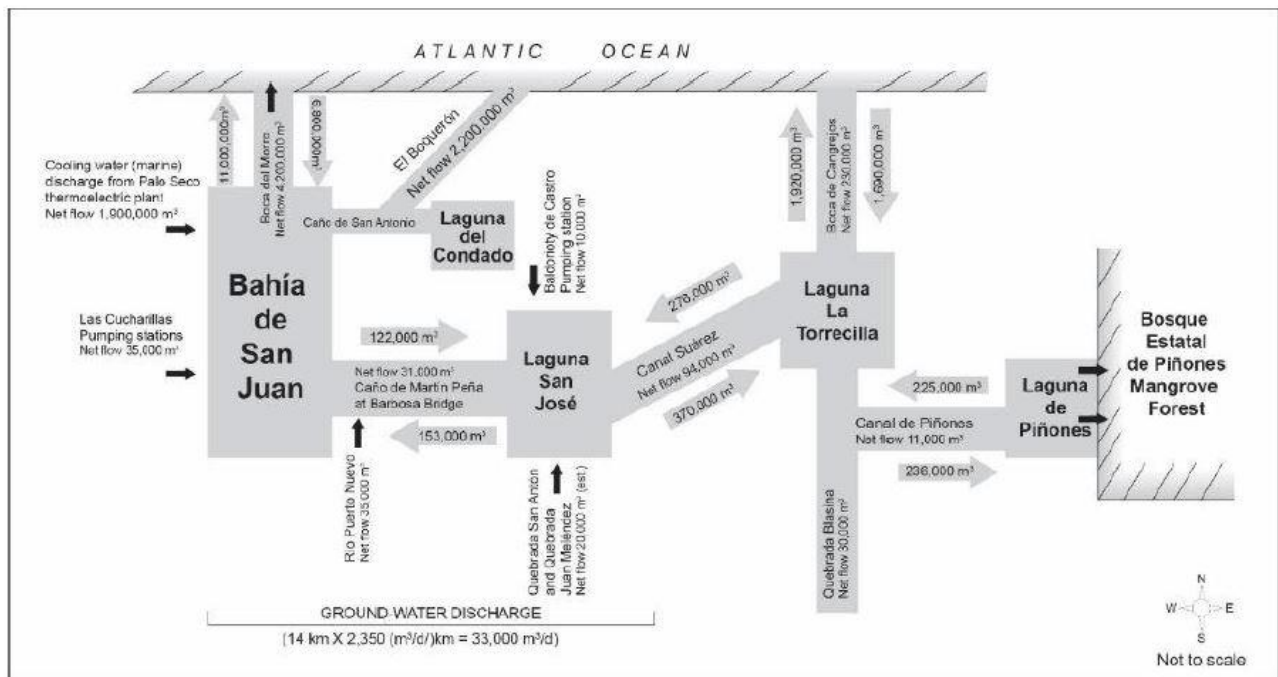 ATLANTIC OCEAN
11,000,000m³
Boca del Morro
Net flow 4,200,000 m³
6,800,000m³
El Boquerón
Net flow 2,200,000 m³
Cooling water (marine)
discharge from Palo Seco
thermoelectric plant
Net flow 1,900,000 m³
Caño de San Antonio
Laguna
del
Condado
Baldorioty de Castro
Pumping station
Net flow 10,000 m³
1,920,000 m³
Boca de Cangrejos
Net flow 230,000 m³
1,690,000 m³
Bahía
de
San
Juan
Las Cucharillas
Pumping stations
Net flow 35,000 m³
122,000 m³
Net flow 31,000 m³
Caño de Martín Peña
at Barbosa Bridge
153,000 m³
Laguna
San
José
276,000 m³
Canal Suárez
Net flow 94,000 m³
370,000 m³
Laguna
La
Torrecilla
225,000 m³
Canal de Piñones
Net flow 11,000 m³
236,000 m³
Laguna
de
Piñones
Bosque
Estatal
de Piñones
Mangrove
Forest
Río Puerto Nuevo
Net flow 35,000 m³
Quebrada San Antón
and Quebrada
Juan Meléndez
Net flow 20,000 m³ (est.)
Quebrada Blasina
Net flow 30,000 m³
GROUND-WATER DISCHARGE
(14 km X 2,350 (m³/d/)km = 33,000 m³/d)
N
W E
S
Not to scale